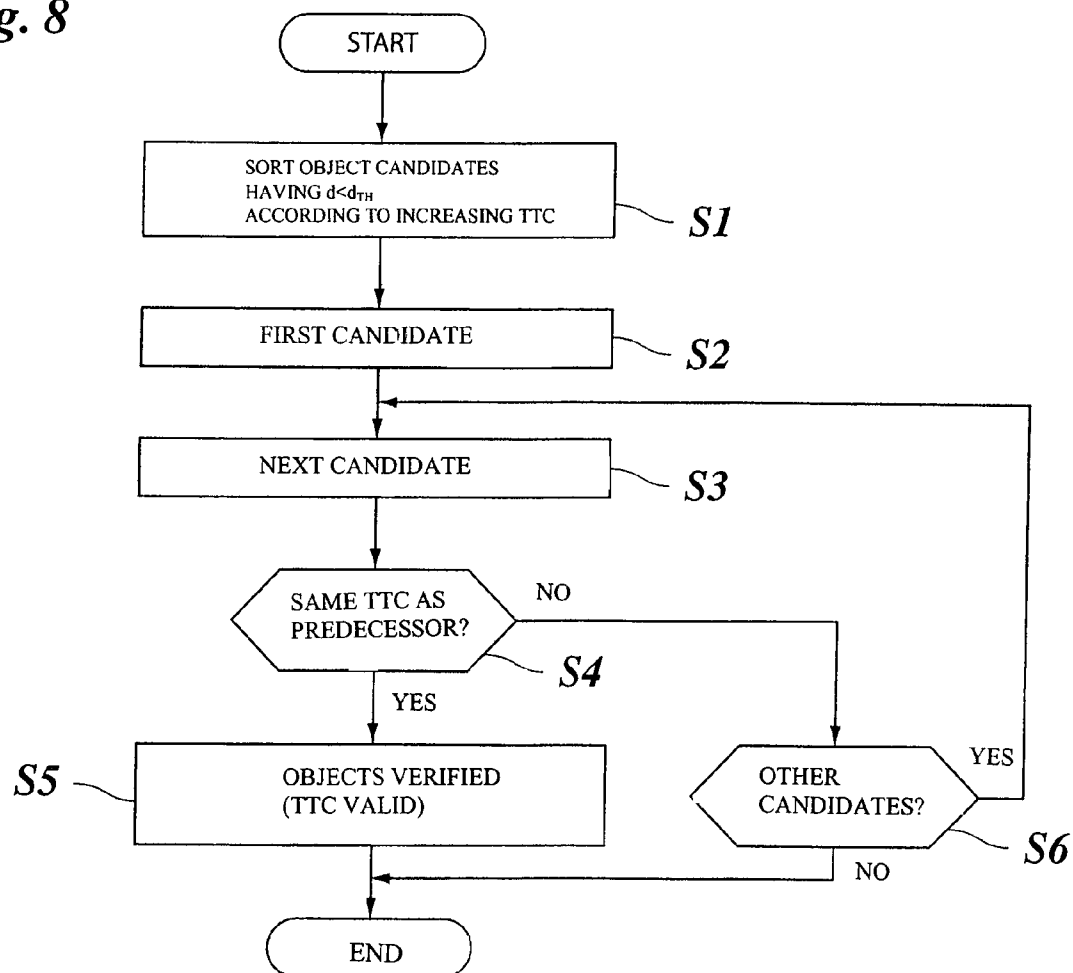 g. 8
START
SORT OBJECT CANDIDATES
HAVING d<dTH
ACCORDING TO INCREASING TTC
S1
FIRST CANDIDATE
S2
NEXT CANDIDATE
S3
SAME TTC AS
PREDECESSOR?
NO
S4
YES
S5
OBJECTS VERIFIED
(TTC VALID)
OTHER
CANDIDATES?
YES
S6
NO
END